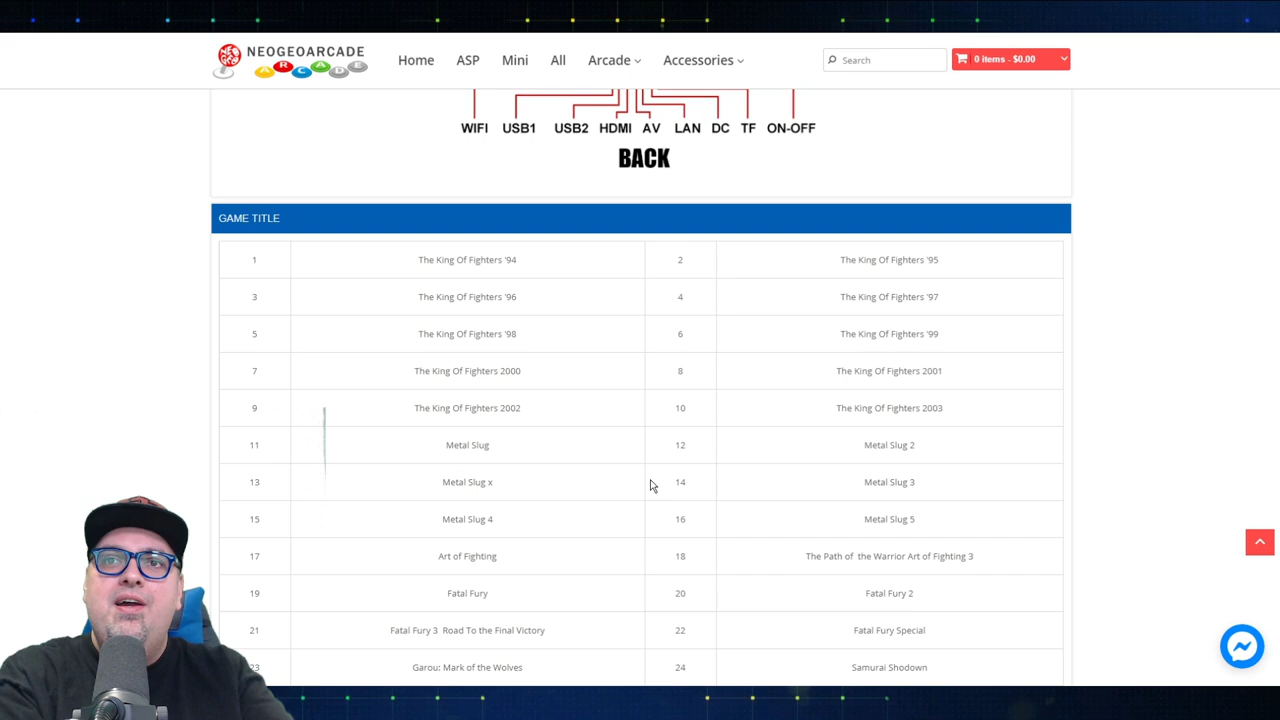 NEOGEOARCADE
ARCADE
Home
ASP
Mini
All
Arcade
Accessories
Search
0 items - $0.00
WIFI USB1 USB2 HDMI AV LAN DC TF ON-OFF
BACK
GAME TITLE
1 The King Of Fighters '94 2 The King Of Fighters '95
3 The King Of Fighters '96 4 The King Of Fighters '97
5 The King Of Fighters '98 6 The King Of Fighters '99
7 The King Of Fighters 2000 8 The King Of Fighters 2001
9 The King Of Fighters 2002 10 The King Of Fighters 2003
11 Metal Slug 12 Metal Slug 2
13 Metal Slug x 14 Metal Slug 3
15 Metal Slug 4 16 Metal Slug 5
17 Art of Fighting 18 The Path of the Warrior Art of Fighting 3
19 Fatal Fury 20 Fatal Fury 2
21 Fatal Fury 3 Road To the Final Victory 22 Fatal Fury Special
23 Garou: Mark of the Wolves 24 Samurai Shodown